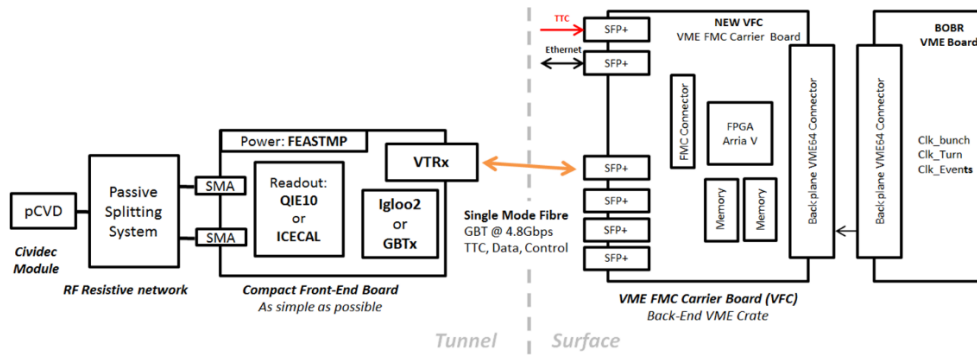 pCVD
Cividec
Module
Passive
Splitting
System
RF Resistive network
SMA
SMA
Power: FEASTMP
Readout:
QIE10
or
ICECAL
VTRx
Igloo2
or
GBTx
Compact Front-End Board
As simple as possible
Single Mode Fibre
GBT @ 4.8Gbps
TTC, Data, Control
Tunnel
Surface
TTC
Ethernet
SFP+
SFP+
SFP+
SFP+
SFP+
SFP+
NEW VFC
VME FMC Carrier Board
FMC Connector
FPGA
Arria V
Memory
Memory
Back plane VME64 Connector
VME FMC Carrier Board (VFC)
Back-End VME Crate
Back plane VME64 Connector
BOBR
VME Board
Clk_bunch
Clk_Turn
Clk_Events